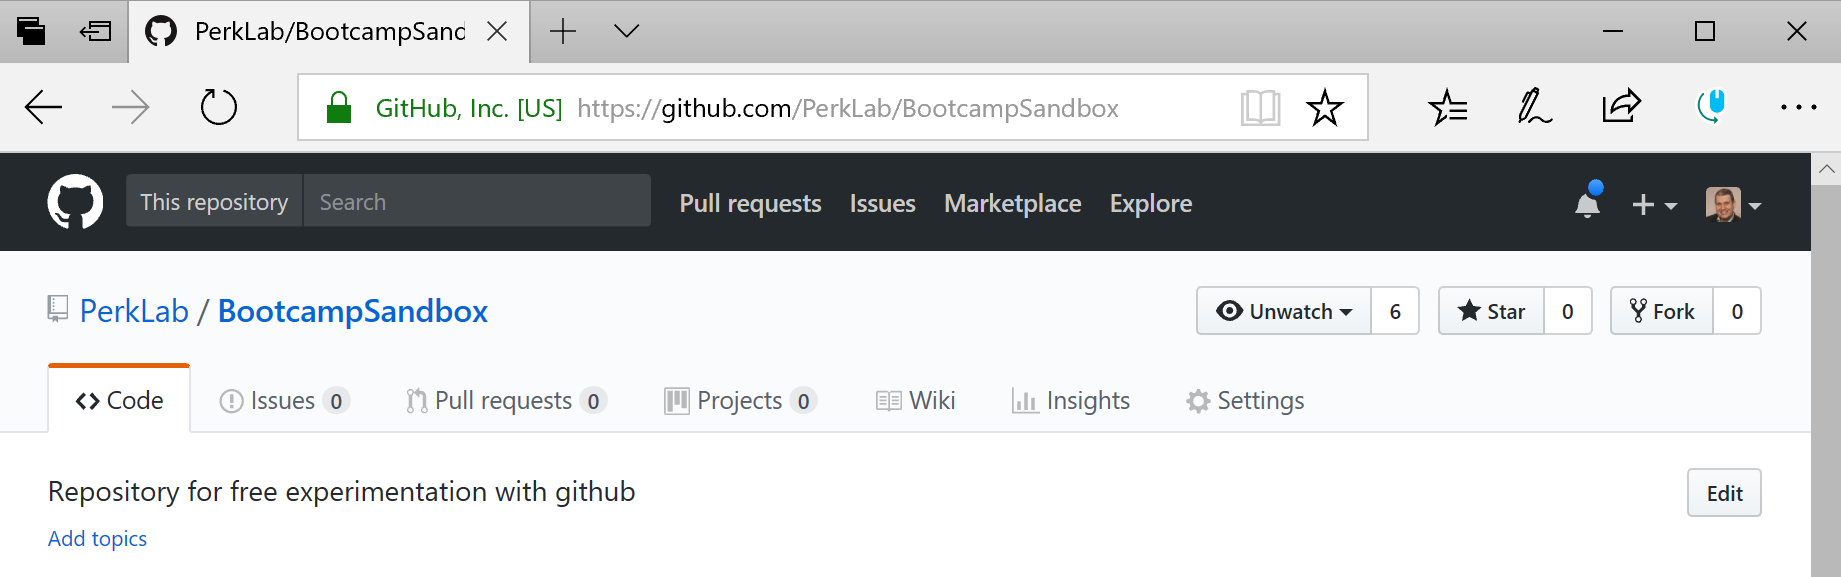 PerkLab/BootcampSand
GitHub, Inc. [US] https://github.com/PerkLab/BootcampSandbox
This repository Search Pull requests Issues Marketplace Explore
PerkLab / BootcampSandbox Unwatch 6 Star 0 Fork 0
Code Issues 0 Pull requests 0 Projects 0 Wiki Insights Settings
Repository for free experimentation with github Edit
Add topics